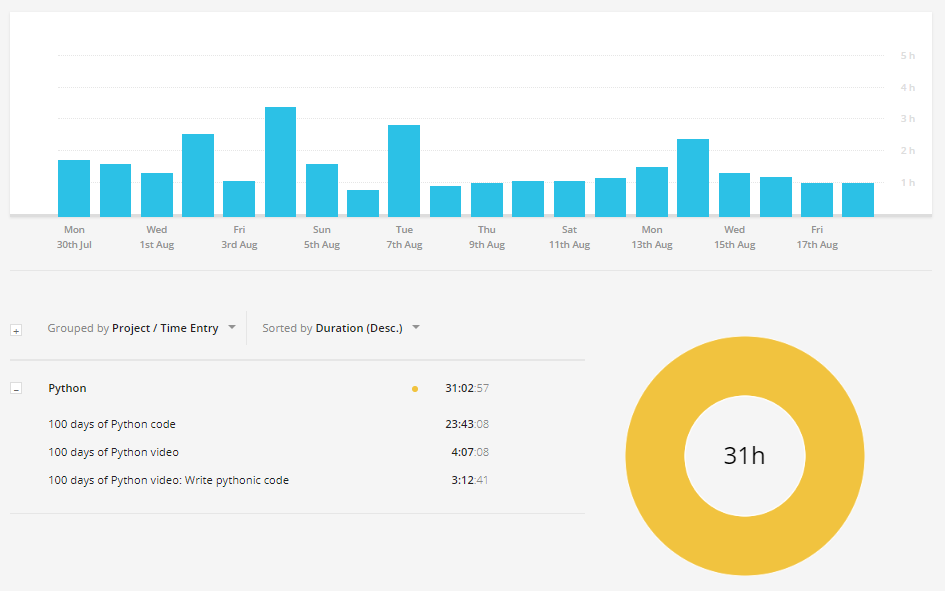 5 h
4 h
3 h
2 h
1 h
Mon Wed Fri Sun Tue Thu Sat Mon Wed Fri
30th Jul 1st Aug 3rd Aug 5th Aug 7th Aug 9th Aug 11th Aug 13th Aug 15th Aug 17th Aug
+ Grouped by Project / Time Entry Sorted by Duration (Desc.)
- Python 31:02:57
100 days of Python code 23:43:08
100 days of Python video 4:07:08
100 days of Python video: Write pythonic code 3:12:41
31h